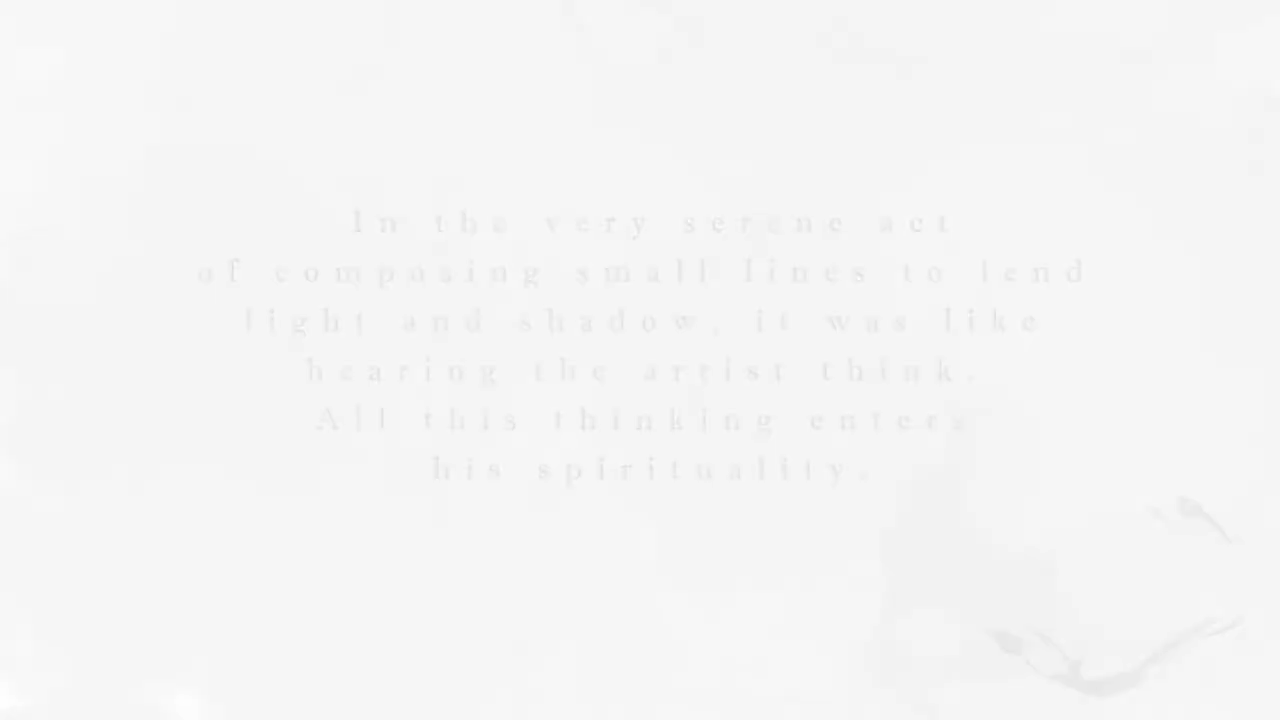 In the very serene act
of composing small lines to lend
light and shadow, it was like
hearing the artist think.
All this thinking enters
his spirituality.